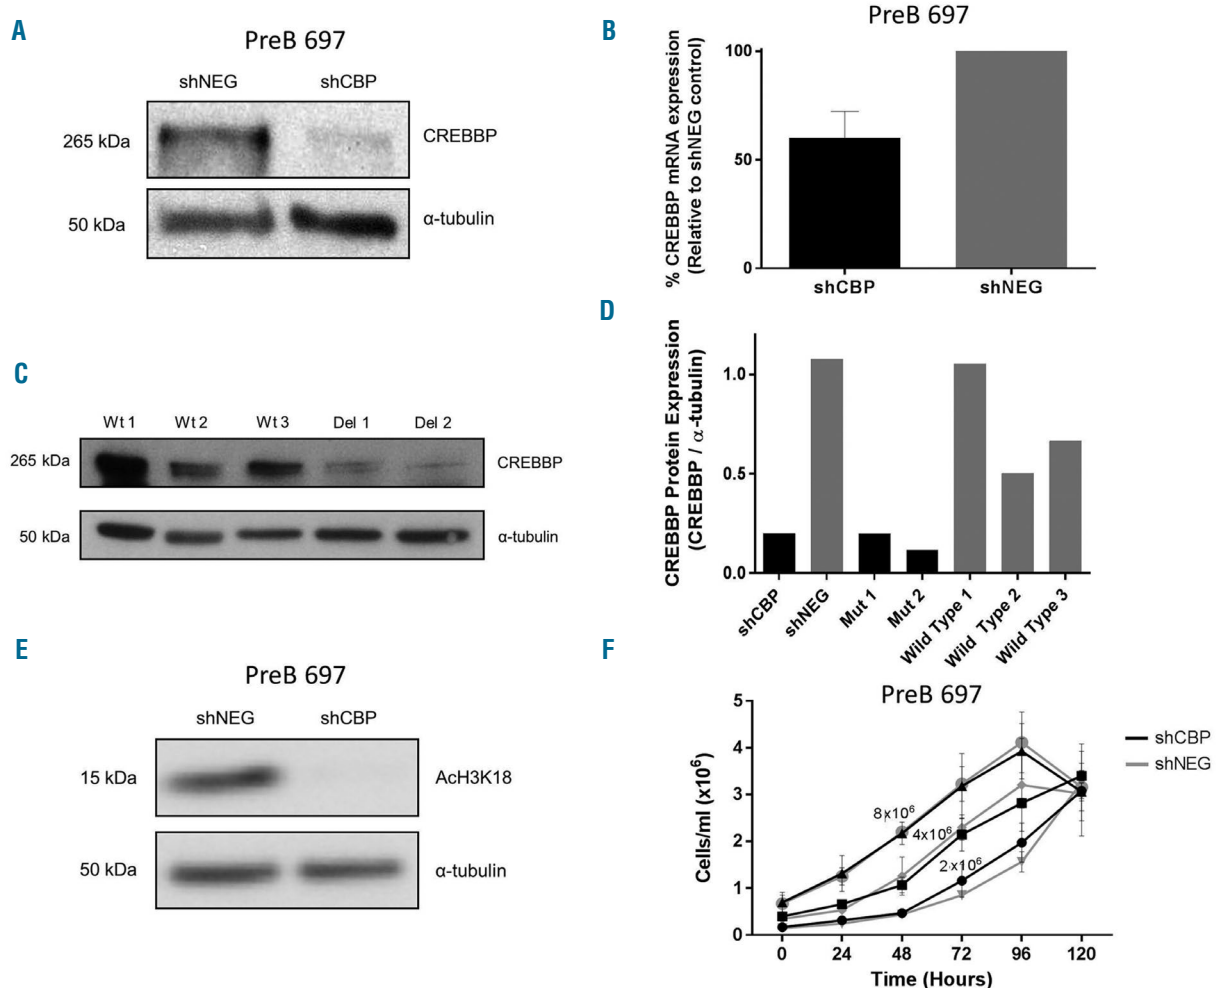 A
PreB 697
shNEG shCBP
265 kDa CREBBP
50 kDa α-tubulin
B
PreB 697
% CREBBP mRNA expression
(Relative to shNEG control)
100
50
0
shCBP shNEG
C
Wt 1 Wt 2 Wt 3 Del 1 Del 2
265 kDa CREBBP
50 kDa α-tubulin
D
CREBBP Protein Expression
(CREBBP / α-tubulin)
1.0
0.5
0.0
shCBP shNEG Mut 1 Mut 2 Wild Type 1 Wild Type 2 Wild Type 3
E
PreB 697
shNEG shCBP
15 kDa AcH3K18
50 kDa α-tubulin
F
PreB 697
Cells/ml (x10⁶)
5
4
3
2
1
0
8x10⁶
4x10⁶
2x10⁶
shCBP
shNEG
0 24 48 72 96 120
Time (Hours)